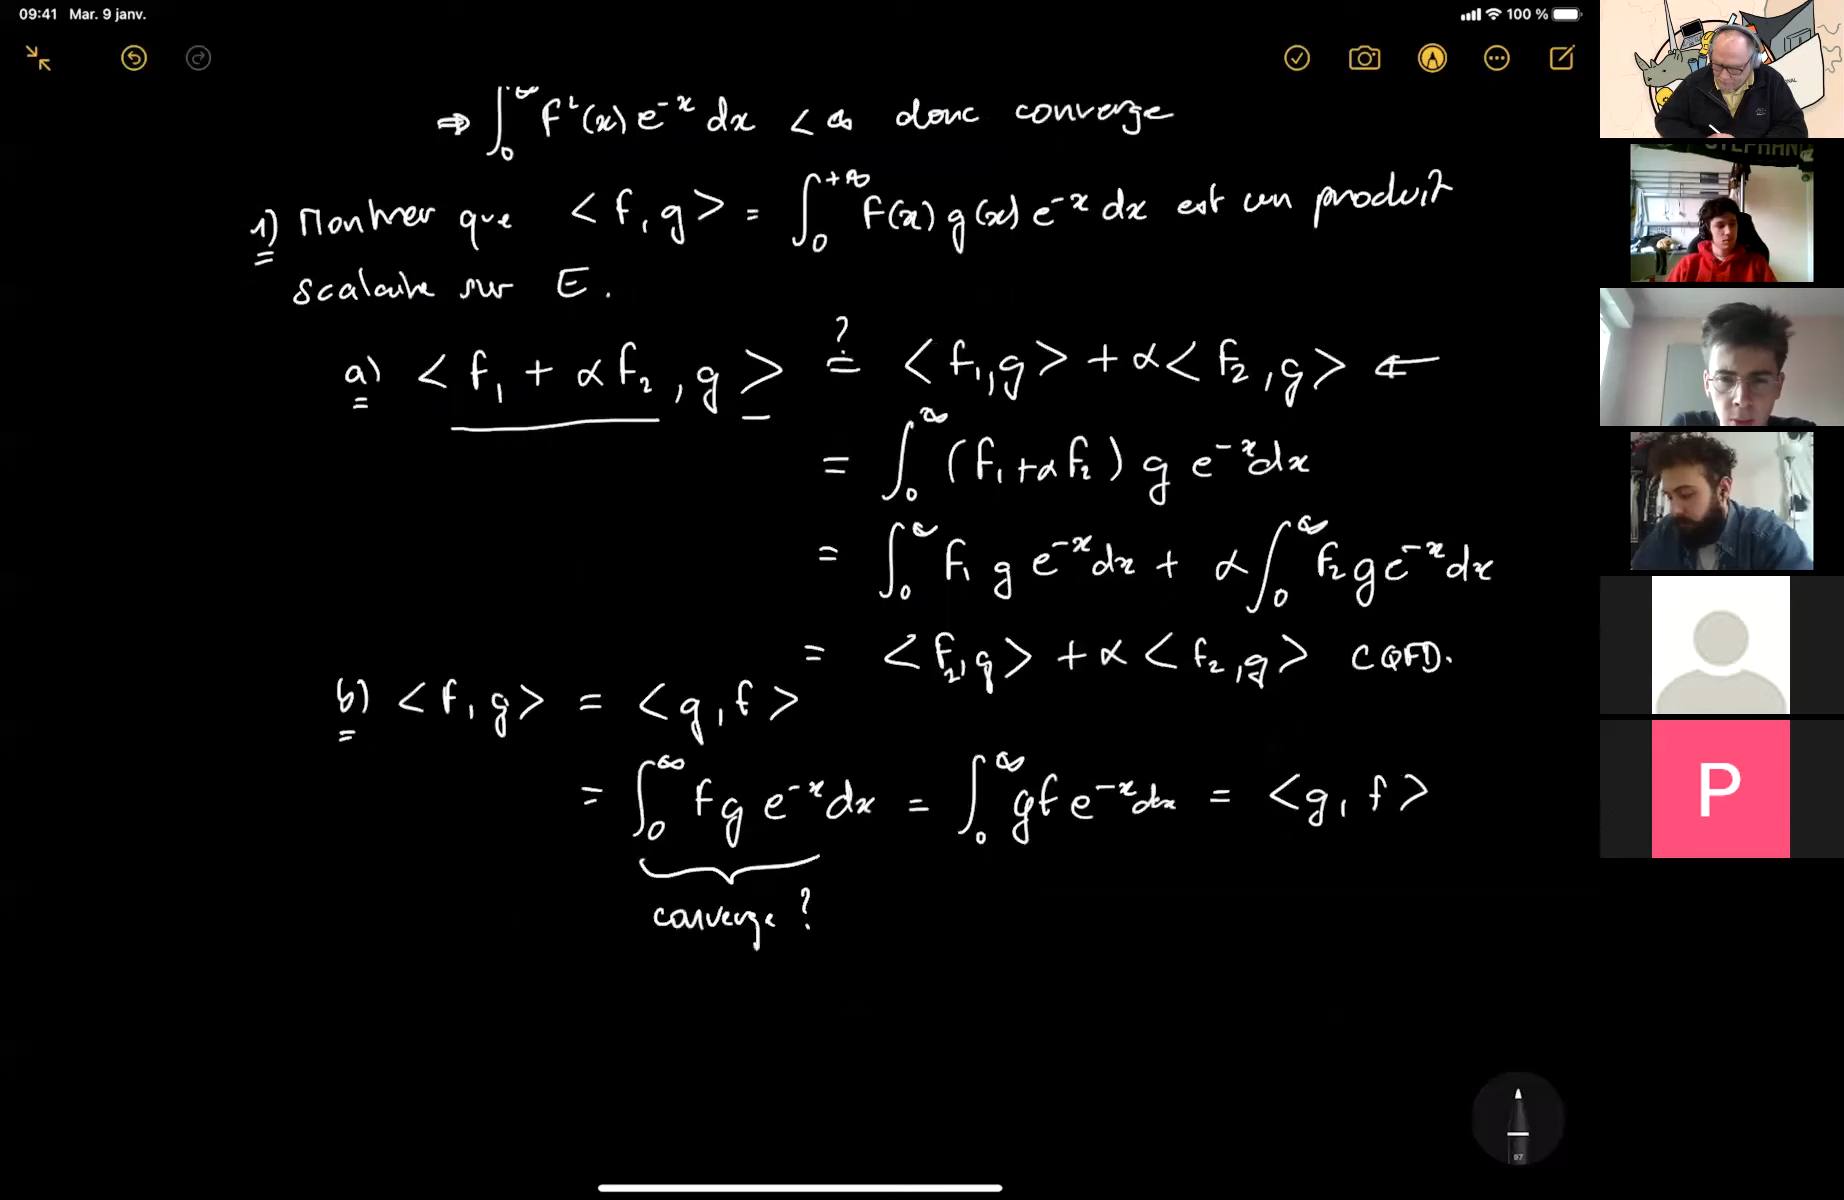 09:41 Mar. 9 janv. 100 %
⇒ ∫₀^∞ f²(x) e^{-x} dx < ∞ donc converge
1) Montrer que < f, g > = ∫₀^{+∞} f(x) g(x) e^{-x} dx est un produit
scalaire sur E.
a) < f₁ + α f₂, g > ≟ < f₁, g > + α < f₂, g > ←
= ∫₀^∞ (f₁ + α f₂) g e^{-x} dx
= ∫₀^∞ f₁ g e^{-x} dx + α ∫₀^∞ f₂ g e^{-x} dx
= < f₂, g > + α < f₂, g > CQFD.
b) < f, g > = < g, f >
= ∫₀^∞ f g e^{-x} dx = ∫₀^∞ g f e^{-x} dx = < g, f >
converge ?
P
97